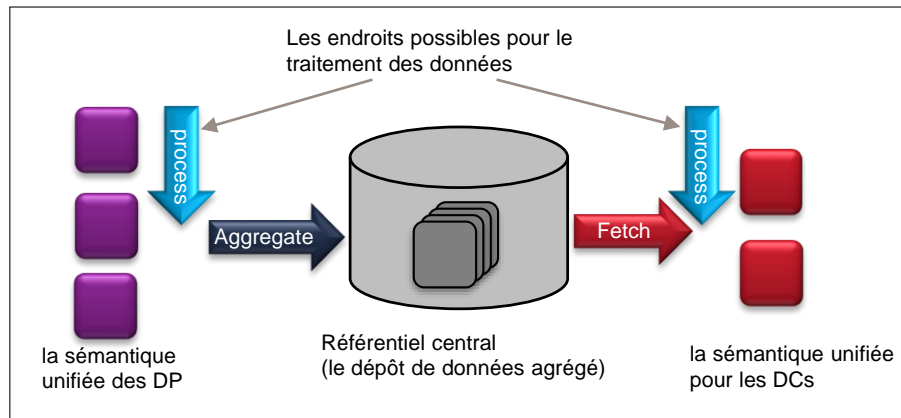 Les endroits possibles pour le
traitement des données
process
process
Aggregate
Fetch
Référentiel central
(le dépôt de données agrégé)
la sémantique
unifiée des DP
la sémantique unifiée
pour les DCs